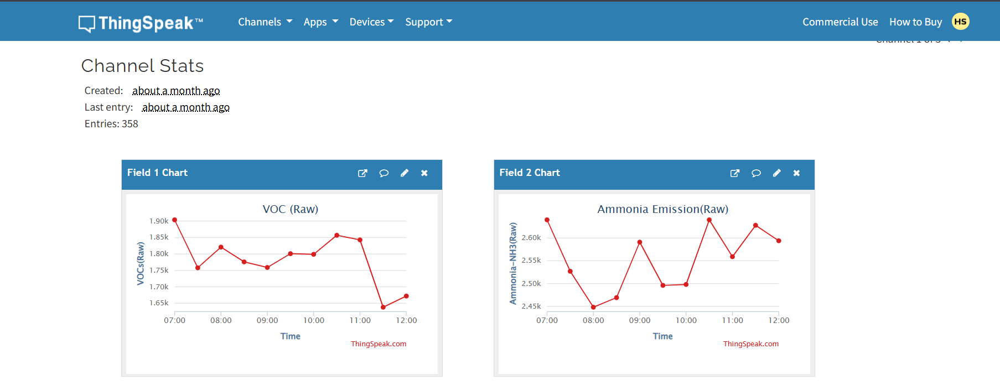 ThingSpeak™ Channels Apps Devices Support Commercial Use How to Buy HS
Channel Stats
Created: about a month ago
Last entry: about a month ago
Entries: 358
Field 1 Chart
VOC (Raw)
VOCs(Raw)
1.90k
1.85k
1.80k
1.75k
1.70k
1.65k
07:00 08:00 09:00 10:00 11:00 12:00
Time
ThingSpeak.com
Field 2 Chart
Ammonia Emission(Raw)
Ammonia-NH3(Raw)
2.60k
2.55k
2.50k
2.45k
07:00 08:00 09:00 10:00 11:00 12:00
Time
ThingSpeak.com